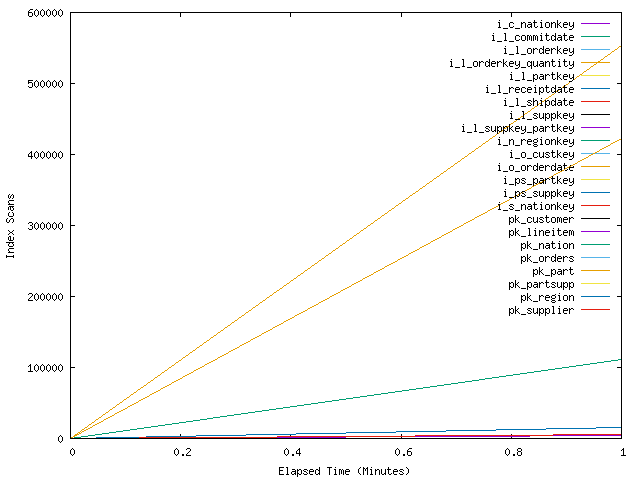 600000
500000
400000
300000
200000
100000
0
Index Scans
i_c_nationkey
i_l_commitdate
i_l_orderkey
i_l_orderkey_quantity
i_l_partkey
i_l_receiptdate
i_l_shipdate
i_l_suppkey
i_l_suppkey_partkey
i_n_regionkey
i_o_custkey
i_o_orderdate
i_ps_partkey
i_ps_suppkey
i_s_nationkey
pk_customer
pk_lineitem
pk_nation
pk_orders
pk_part
pk_partsupp
pk_region
pk_supplier
0 0.2 0.4 0.6 0.8 1
Elapsed Time (Minutes)